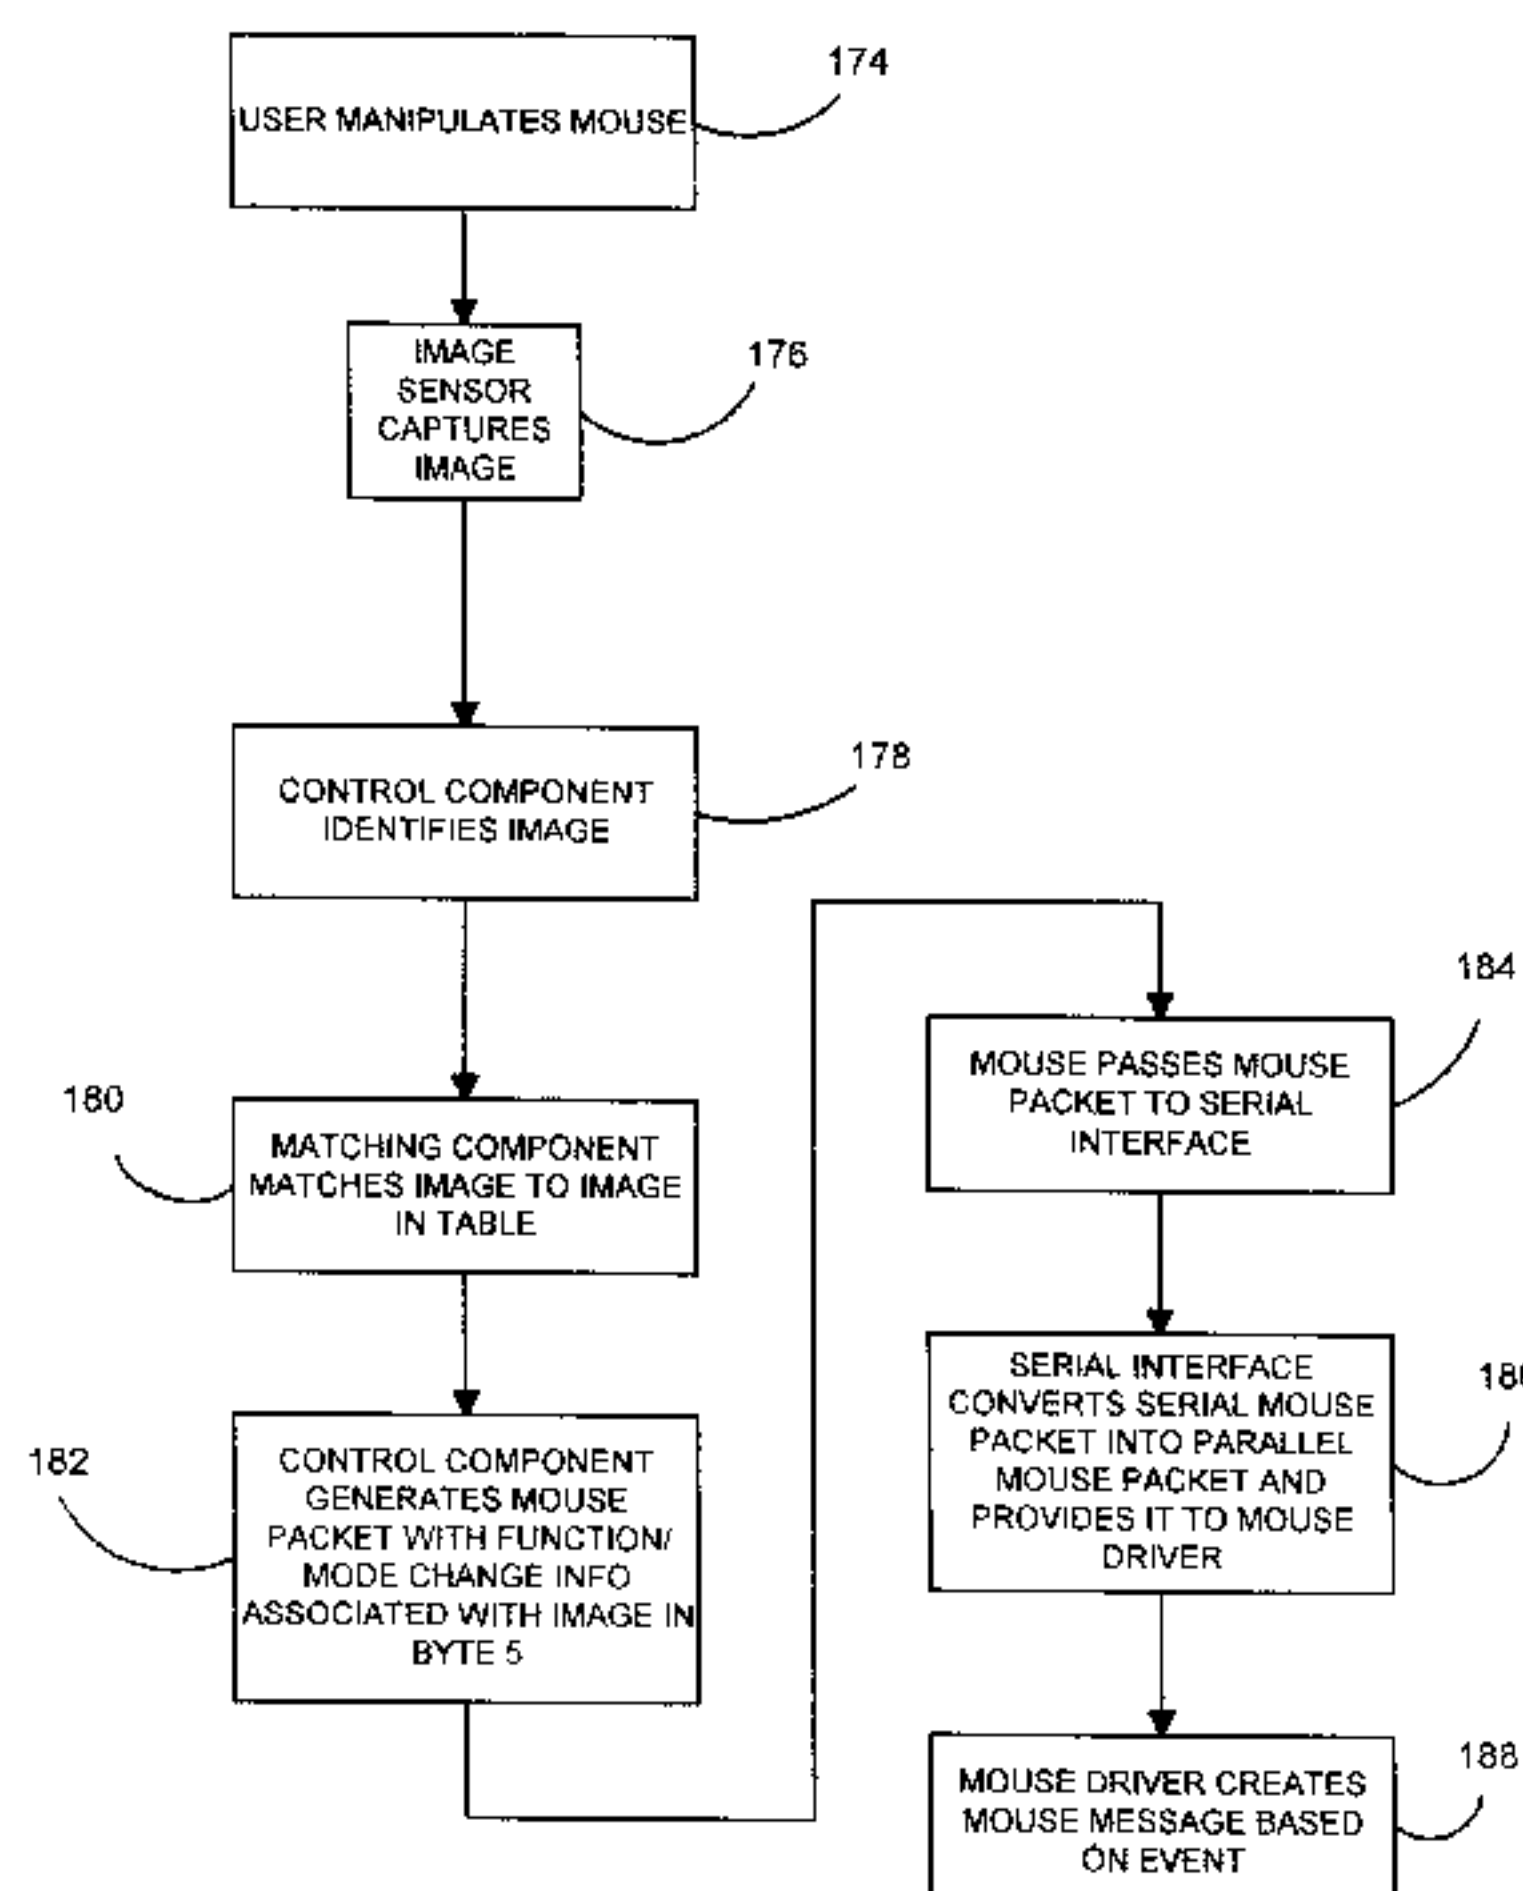 174
USER MANIPULATES MOUSE
176
IMAGE
SENSOR
CAPTURES
IMAGE
178
CONTROL COMPONENT
IDENTIFIES IMAGE
180
MATCHING COMPONENT
MATCHES IMAGE TO IMAGE
IN TABLE
182
CONTROL COMPONENT
GENERATES MOUSE
PACKET WITH FUNCTION/
MODE CHANGE INFO
ASSOCIATED WITH IMAGE IN
BYTE 5
184
MOUSE PASSES MOUSE
PACKET TO SERIAL
INTERFACE
SERIAL INTERFACE
CONVERTS SERIAL MOUSE
PACKET INTO PARALLEL
MOUSE PACKET AND
PROVIDES IT TO MOUSE
DRIVER
188
MOUSE DRIVER CREATES
MOUSE MESSAGE BASED
ON EVENT